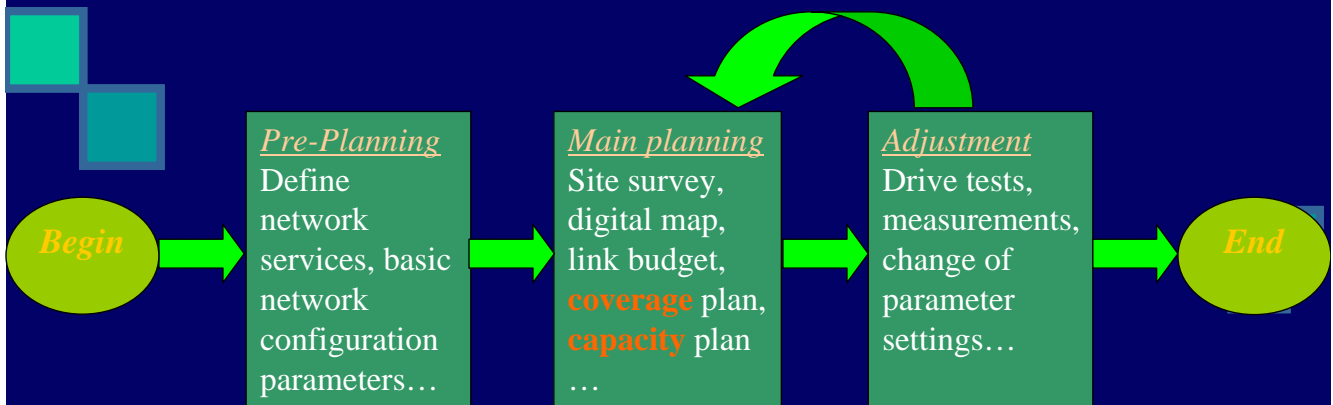 Begin
Pre-Planning
Define
network
services, basic
network
configuration
parameters…
Main planning
Site survey,
digital map,
link budget,
coverage plan,
capacity plan
…
Adjustment
Drive tests,
measurements,
change of
parameter
settings…
End